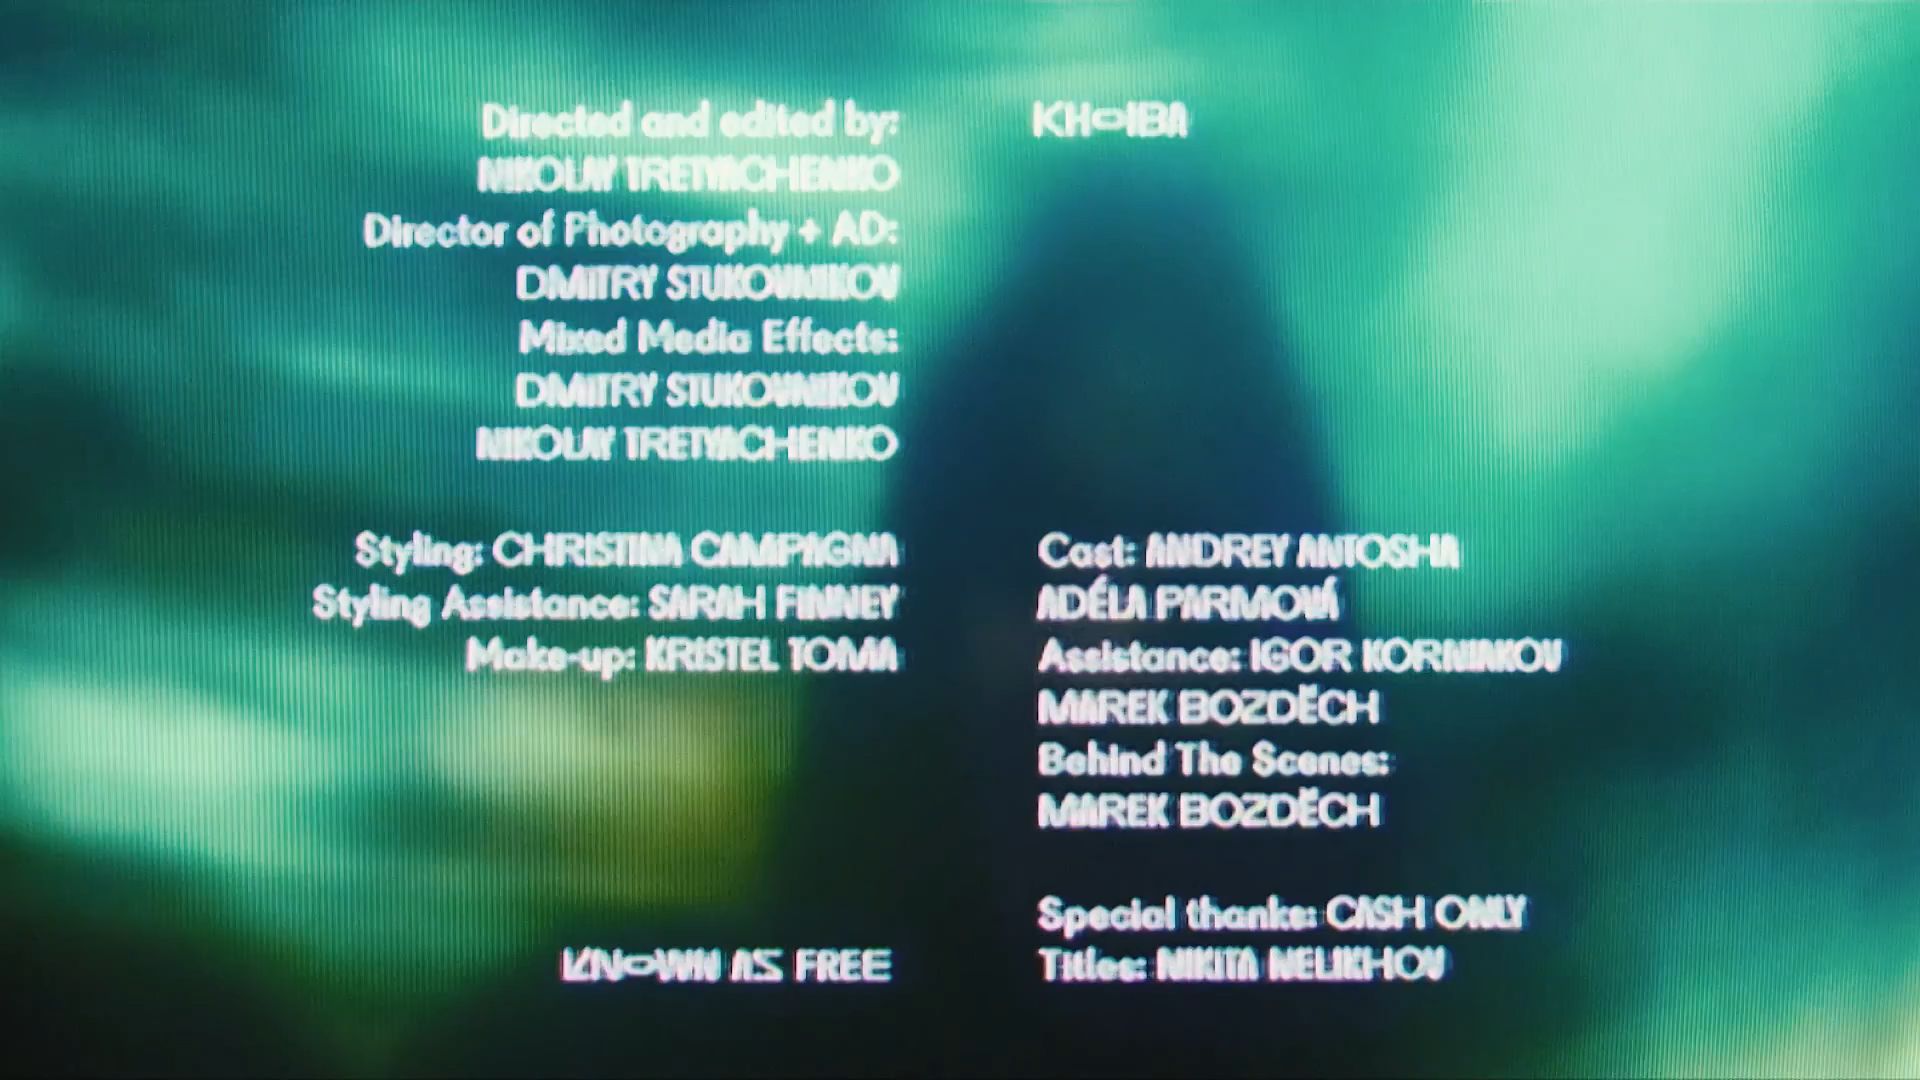 Directed and edited by:
NIKOLAY TRETYACHENKO
Director of Photography + AD:
DMITRY STUKOVNIKOV
Mixed Media Effects:
DMITRY STUKOVNIKOV
NIKOLAY TRETYACHENKO
Styling: CHRISTINA CAMPAGNA
Styling Assistance: SARAH FINNEY
Make-up: KRISTEL TOMA
KNOWN AS FREE
KHOIBA
Cast: ANDREY ANTOSHA
ADÉLA PARMOVÁ
Assistance: IGOR KORNIAKOV
MAREK BOZDĚCH
Behind The Scenes:
MAREK BOZDĚCH
Special thanks: CASH ONLY
Titles: NIKITA NELIKHOV